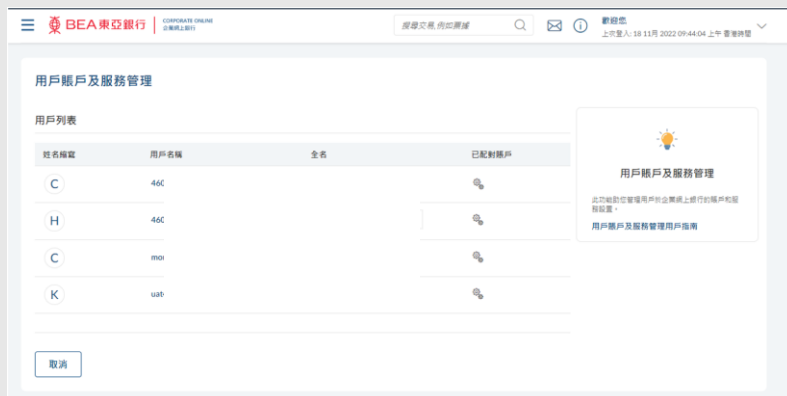 BEA東亞銀行
CORPORATE ONLINE
企業網上銀行
搜尋交易,例如票據
歡迎您
上次登入: 18 11月 2022 09:44:04 上午 香港時間
用戶賬戶及服務管理
用戶列表
姓名縮寫 用戶名稱 全名 已配對賬戶
C 460
H 460
C mo
K uat
取消
用戶賬戶及服務管理
此功能助您管理用戶於企業網上銀行的賬戶和服
務設置。
用戶賬戶及服務管理用戶指南